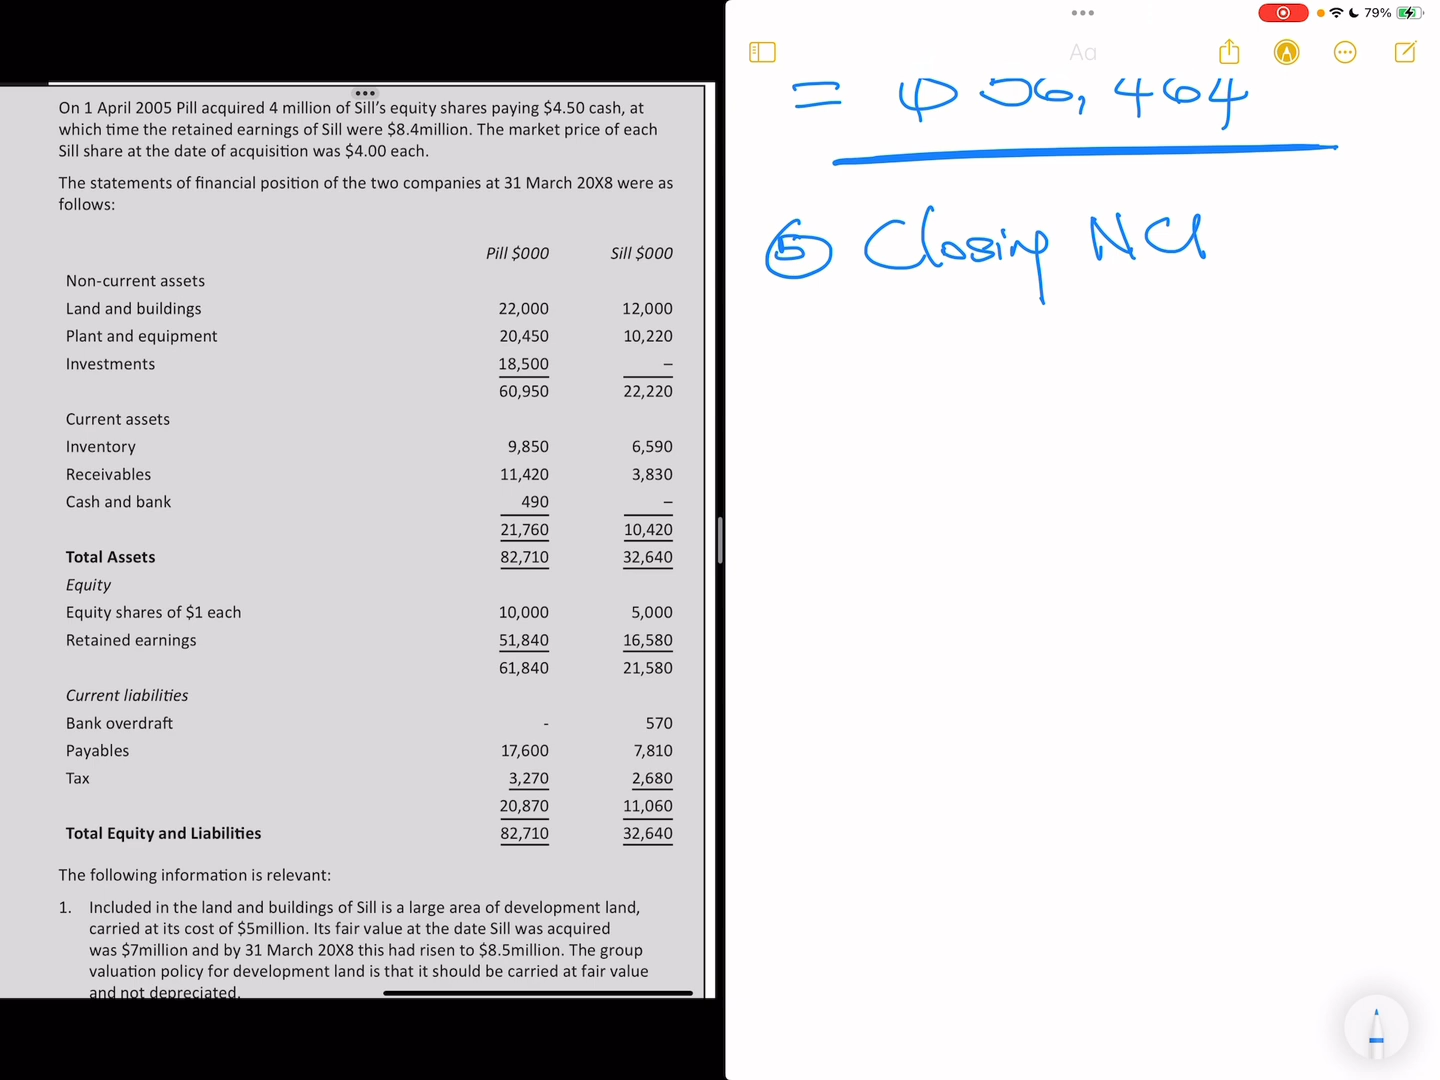 79%
Aa
On 1 April 2005 Pill acquired 4 million of Sill's equity shares paying $4.50 cash, at
which time the retained earnings of Sill were $8.4million. The market price of each
Sill share at the date of acquisition was $4.00 each.
The statements of financial position of the two companies at 31 March 20X8 were as
follows:
Pill $000 Sill $000
Non-current assets
Land and buildings 22,000 12,000
Plant and equipment 20,450 10,220
Investments 18,500 –
60,950 22,220
Current assets
Inventory 9,850 6,590
Receivables 11,420 3,830
Cash and bank 490 –
21,760 10,420
Total Assets 82,710 32,640
Equity
Equity shares of $1 each 10,000 5,000
Retained earnings 51,840 16,580
61,840 21,580
Current liabilities
Bank overdraft - 570
Payables 17,600 7,810
Tax 3,270 2,680
20,870 11,060
Total Equity and Liabilities 82,710 32,640
The following information is relevant:
1. Included in the land and buildings of Sill is a large area of development land,
carried at its cost of $5million. Its fair value at the date Sill was acquired
was $7million and by 31 March 20X8 this had risen to $8.5million. The group
valuation policy for development land is that it should be carried at fair value
and not depreciated.
= $56,464
5 Closing NCI